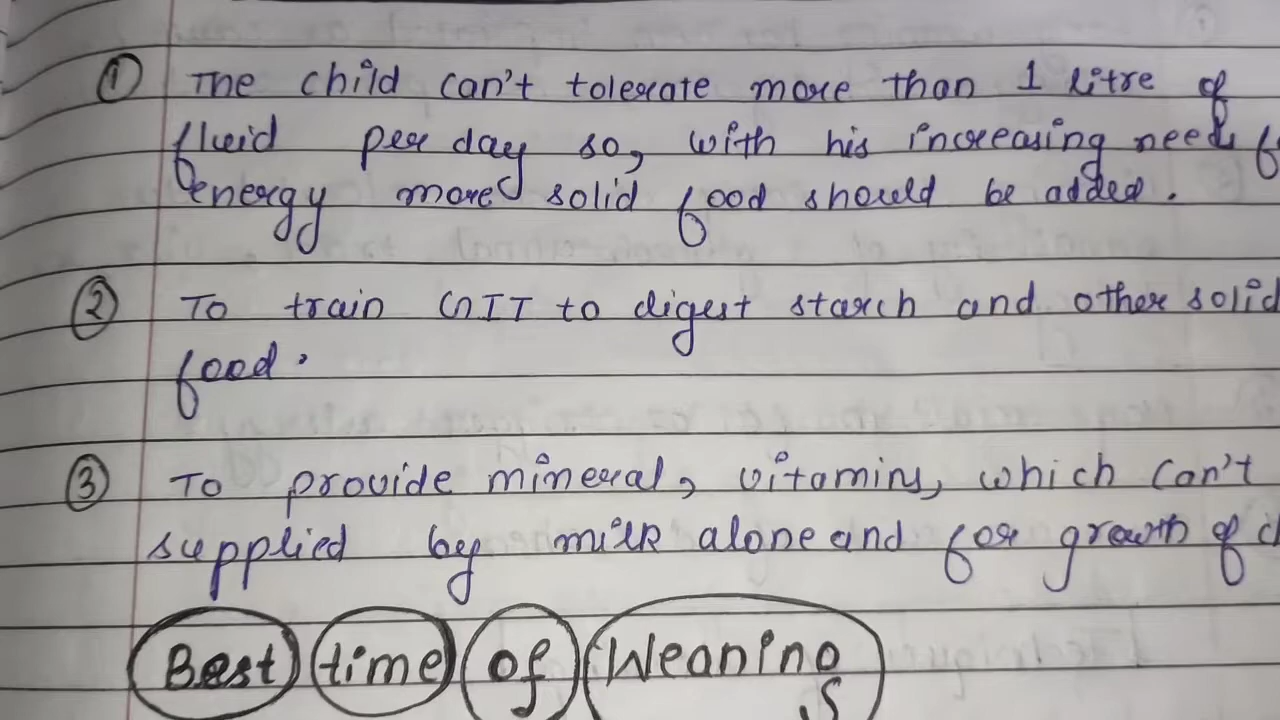 ① The child can't tolerate more than 1 litre of
fluid per day so, with his increasing needs f
energy more solid food should be added.
② To train GIT to digest starch and other solid
food.
③ To provide mineral, vitamins, which can't
supplied by milk alone and for growth of c
Best time of Weaning